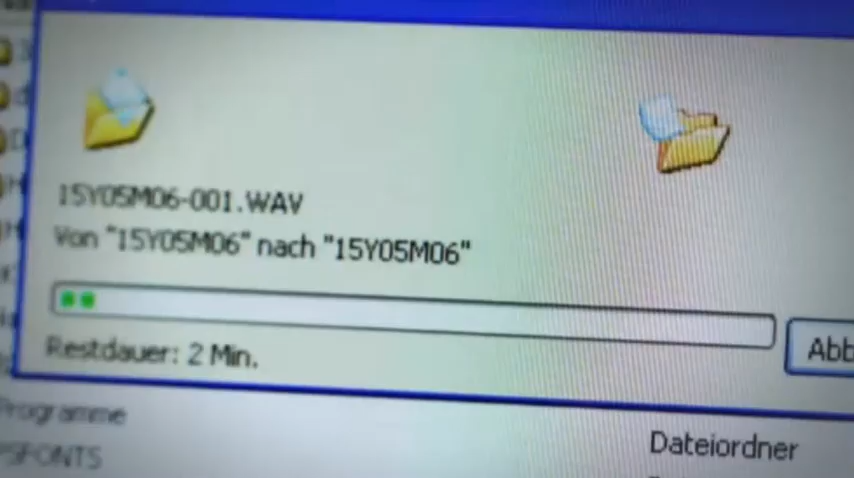 15Y05M06-001.WAV
Von "15Y05M06" nach "15Y05M06"
Restdauer: 2 Min.
Abb
Programme
PSFONTS
Dateiordner